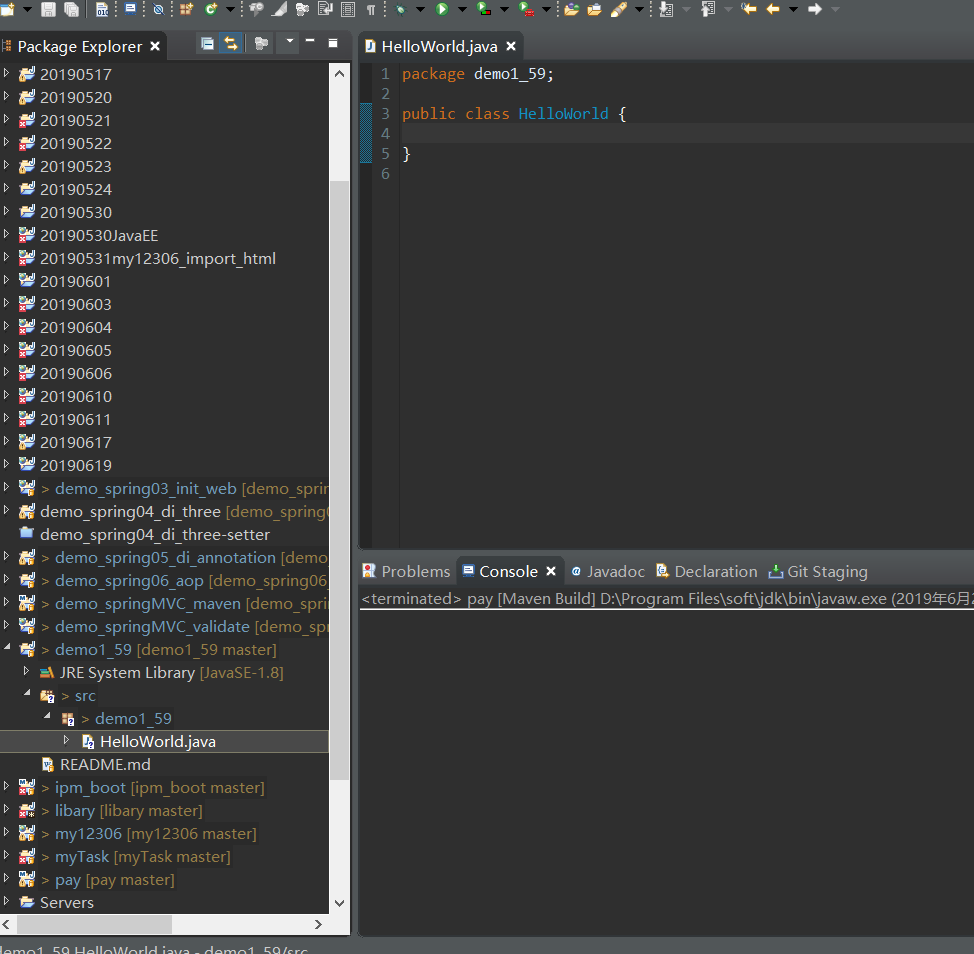 Package Explorer
20190517
20190520
20190521
20190522
20190523
20190524
20190530
20190530JavaEE
20190531my12306_import_html
20190601
20190603
20190604
20190605
20190606
20190610
20190611
20190617
20190619
> demo_spring03_init_web [demo_sprin
demo_spring04_di_three [demo_spring
demo_spring04_di_three-setter
> demo_spring05_di_annotation [demo_
> demo_spring06_aop [demo_spring06_
> demo_springMVC_maven [demo_sprin
> demo_springMVC_validate [demo_spr
> demo1_59 [demo1_59 master]
JRE System Library [JavaSE-1.8]
> src
> demo1_59
HelloWorld.java
README.md
> ipm_boot [ipm_boot master]
> libary [libary master]
> my12306 [my12306 master]
> myTask [myTask master]
> pay [pay master]
Servers
HelloWorld.java
1 package demo1_59;
2
3 public class HelloWorld {
4
5 }
6
Problems Console Javadoc Declaration Git Staging
<terminated> pay [Maven Build] D:\Program Files\soft\jdk\bin\javaw.exe (2019年6月2
demo1_59.HelloWorld.java - demo1_59/src